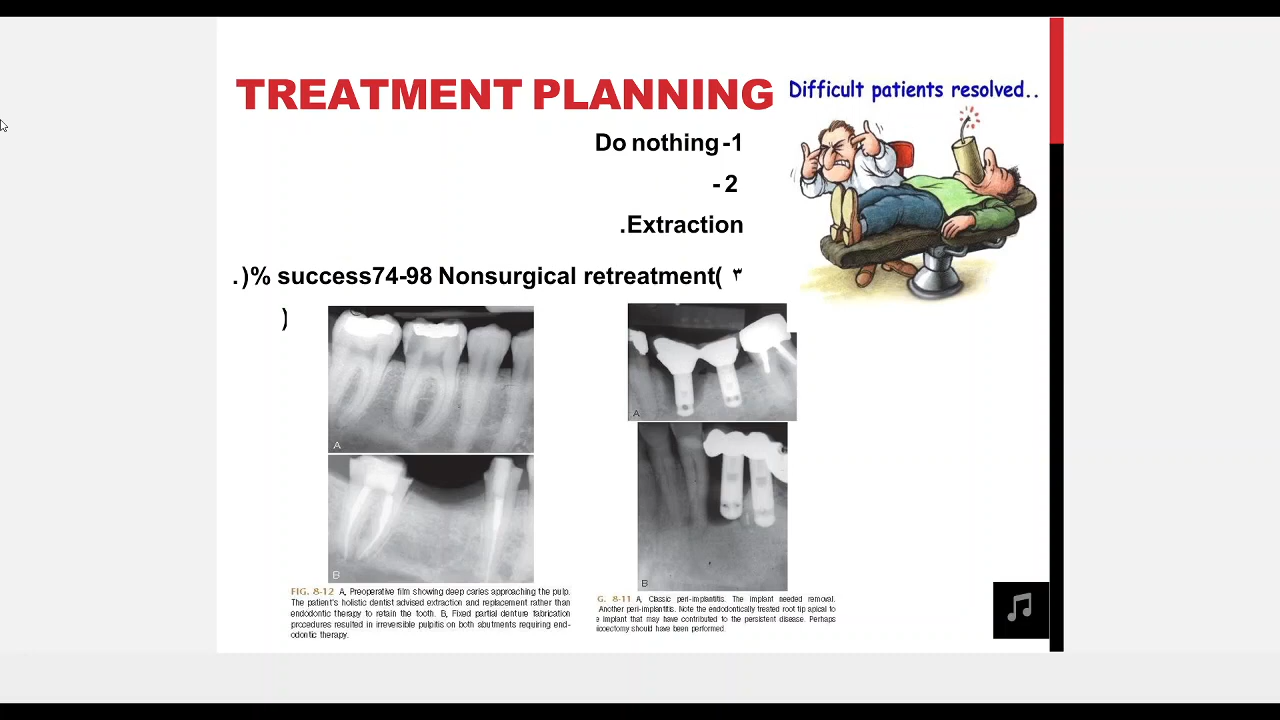 TREATMENT PLANNING
Difficult patients resolved..
Do nothing -1
- 2
.Extraction
.)% success74-98 Nonsurgical retreatment( ٣
)
A
B
A
B
FIG. 8-12 A, Preoperative film showing deep caries approaching the pulp.
The patient's holistic dentist advised extraction and replacement rather than
endodontic therapy to retain the tooth. B, Fixed partial denture fabrication
procedures resulted in irreversible pulpitis on both abutments requiring end-
odontic therapy.
G. 8-11 A, Classic peri-implantitis. The implant needed removal.
Another peri-implantitis. Note the endodontically treated root tip apical to
e implant that may have contributed to the persistent disease. Perhaps
icoectomy should have been performed.